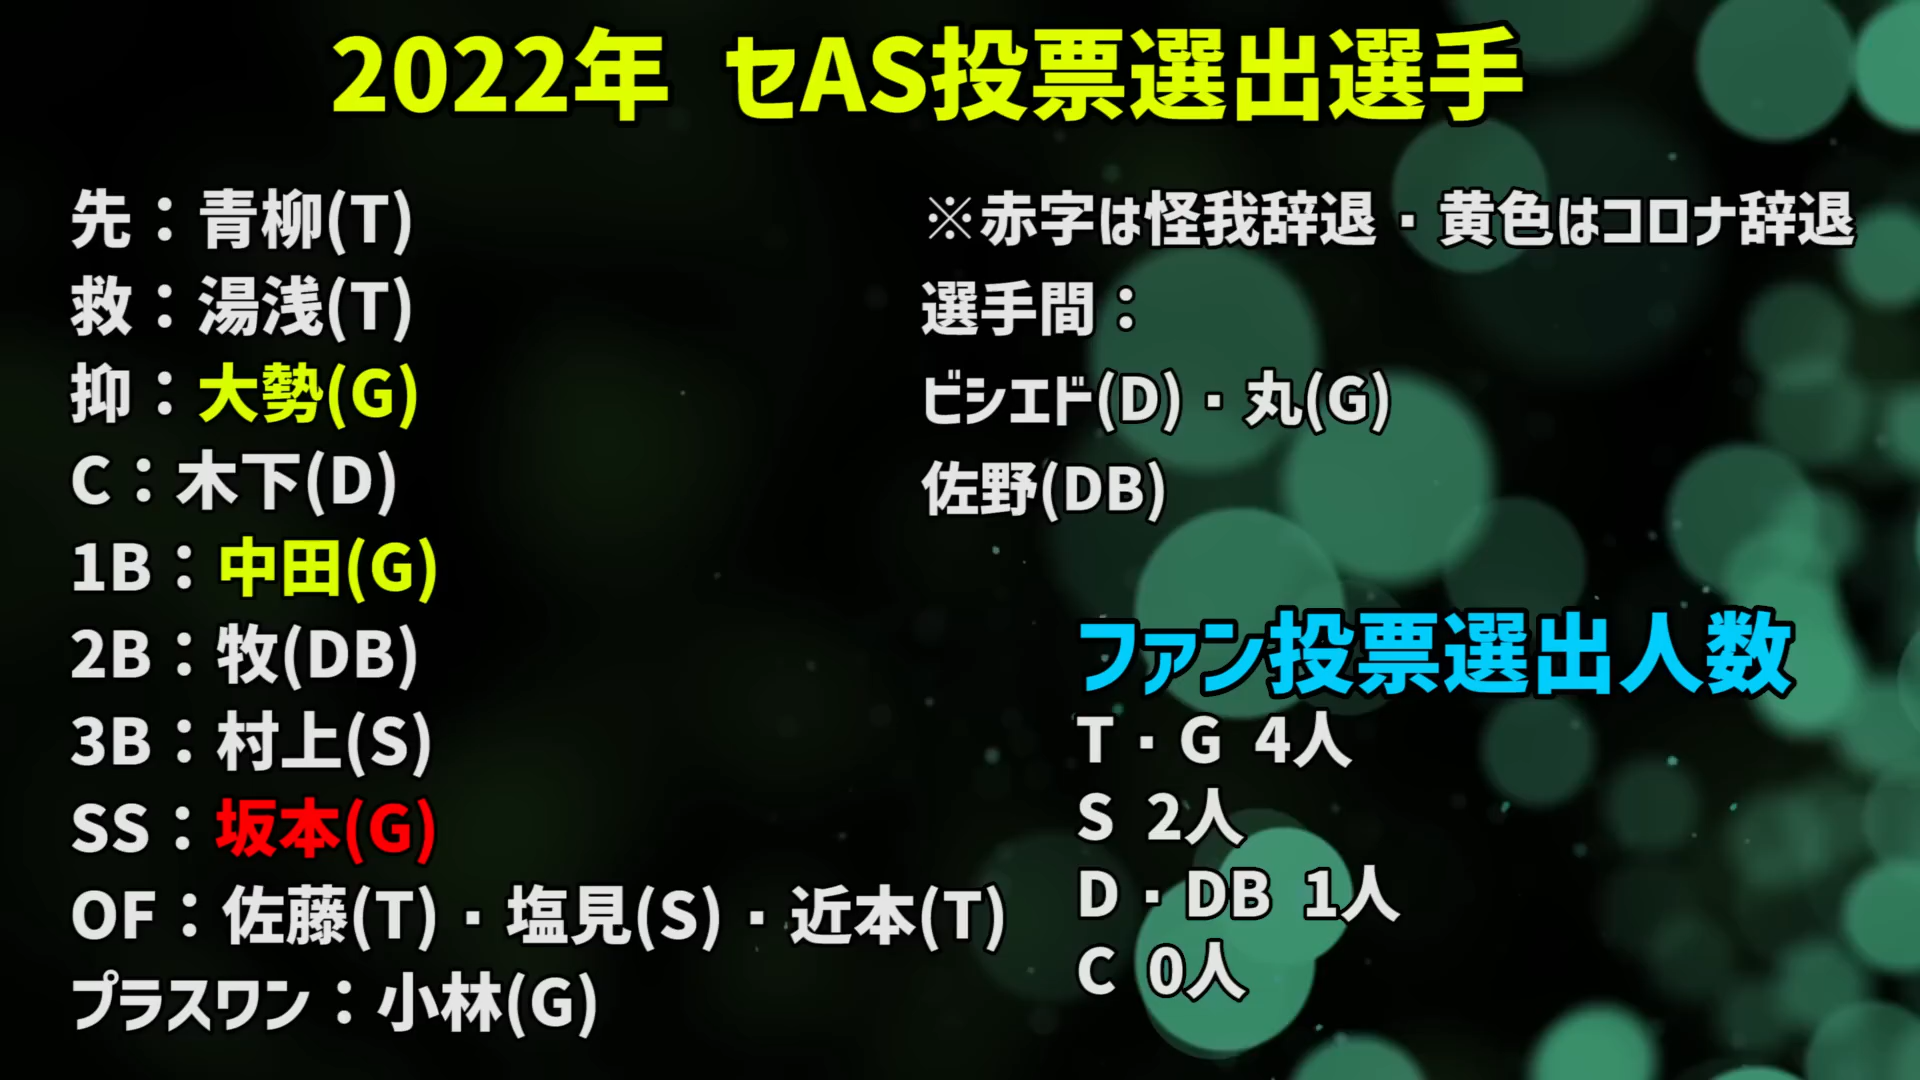 2022年 セAS投票選出選手
先：青柳(T)
救：湯浅(T)
抑：大勢(G)
C：木下(D)
1B：中田(G)
2B：牧(DB)
3B：村上(S)
SS：坂本(G)
OF：佐藤(T)・塩見(S)・近本(T)
プラスワン：小林(G)
※赤字は怪我辞退・黄色はコロナ辞退
選手間：
ビシエド(D)・丸(G)
佐野(DB)
ファン投票選出人数
T・G 4人
S 2人
D・DB 1人
C 0人